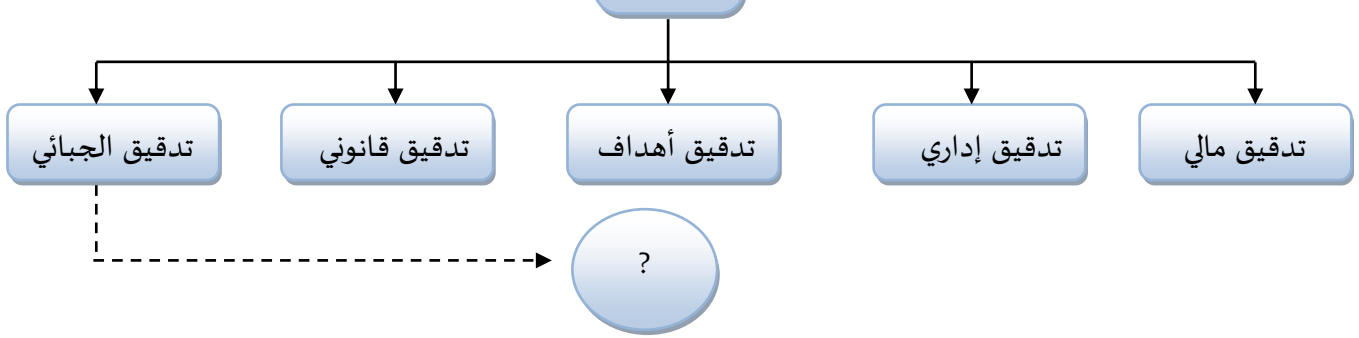 تدقيق مالي
تدقيق إداري
تدقيق أهداف
تدقيق قانوني
تدقيق الجبائي
?